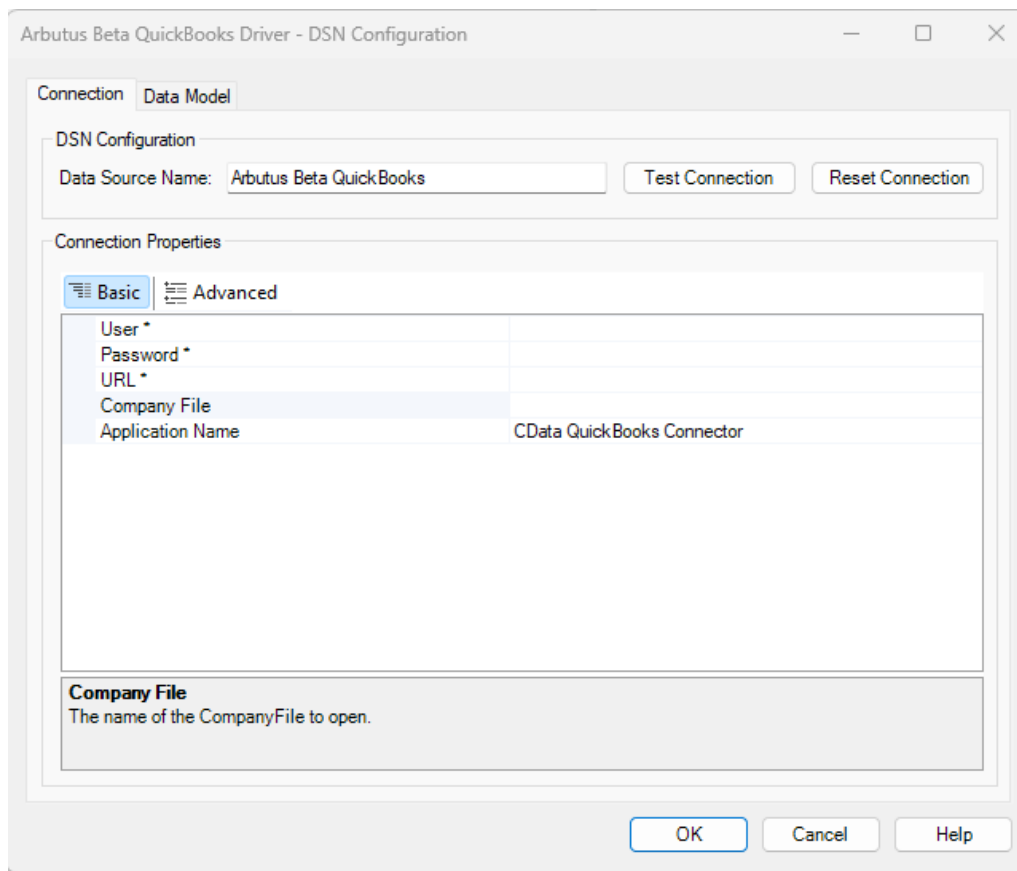 Arbutus Beta QuickBooks Driver - DSN Configuration
Connection Data Model
DSN Configuration
Data Source Name: Arbutus Beta QuickBooks Test Connection Reset Connection
Connection Properties
Basic Advanced
User *
Password *
URL *
Company File
Application Name CData QuickBooks Connector
Company File
The name of the CompanyFile to open.
OK Cancel Help